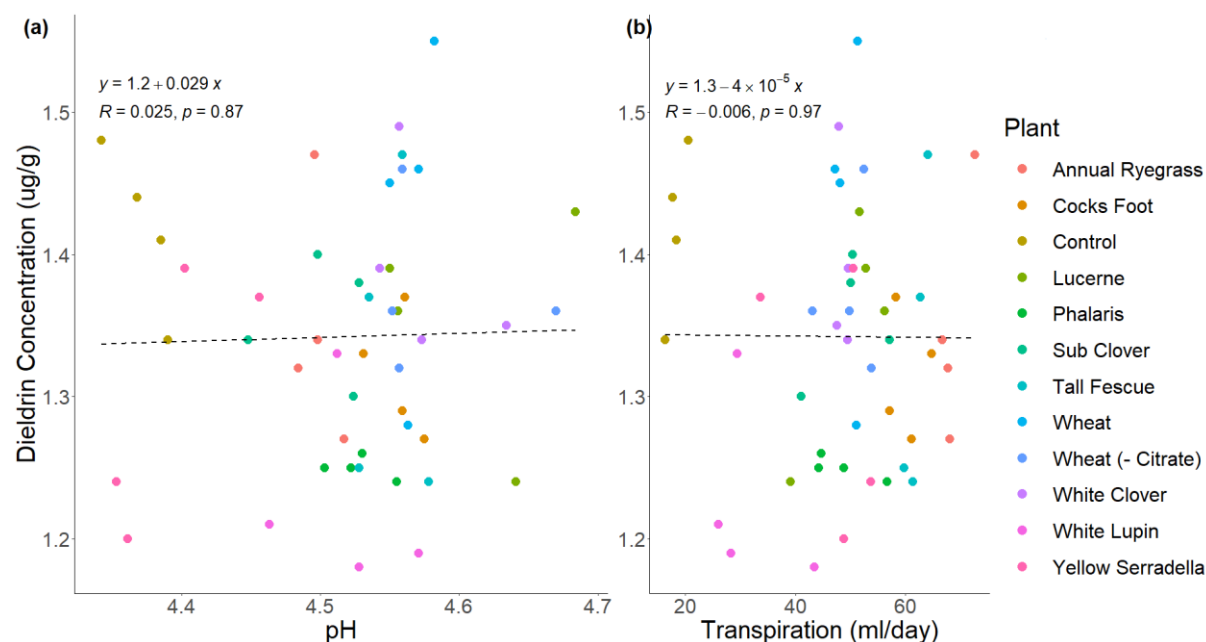 (a)
y = 1.2 + 0.029 x
R = 0.025, p = 0.87
(b)
y = 1.3 − 4 × 10⁻⁵ x
R = −0.006, p = 0.97
Dieldrin Concentration (ug/g)
1.5
1.4
1.3
1.2
4.4
4.5
4.6
4.7
pH
20
40
60
Transpiration (ml/day)
Plant
Annual Ryegrass
Cocks Foot
Control
Lucerne
Phalaris
Sub Clover
Tall Fescue
Wheat
Wheat (- Citrate)
White Clover
White Lupin
Yellow Serradella